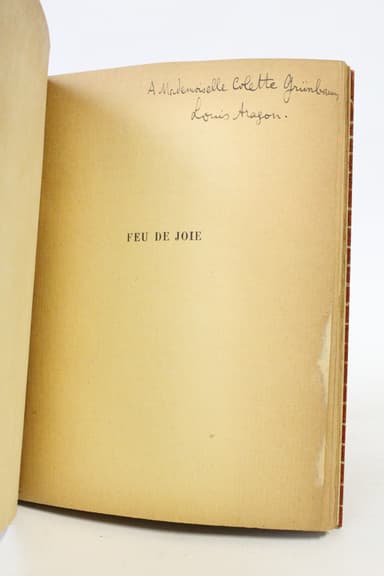 A Mademoiselle Colette Grünbaum,
Louis Aragon.
FEU DE JOIE